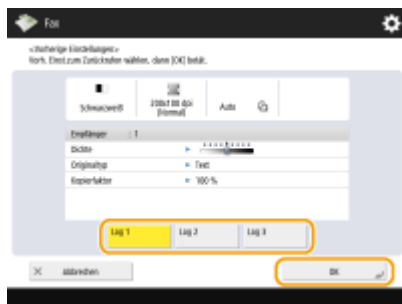 Fax
<Vorherige Einstellungen>
Vorh. Einst.zum Zurückrufen wählen, dann [OK] betät.
Schwarzweiß
200x100 dpi
[Normal]
Auto
Empfänger : 1
Dichte
Originaltyp ► Text
Kopierfaktor ► 100 %
Log 1
Log 2
Log 3
Abbrechen
OK